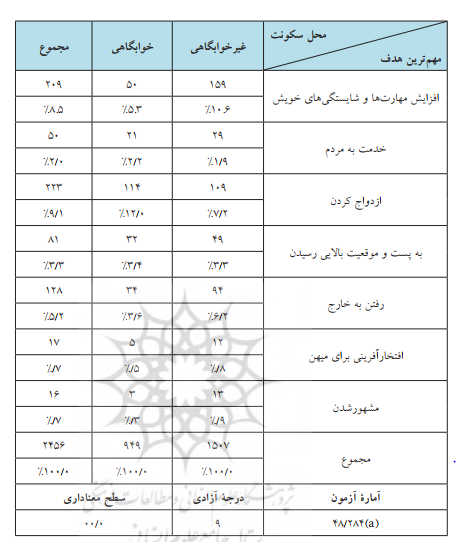 محل سکونت
مهم‌ترین هدف
غیرخوابگاهی خوابگاهی مجموع
افزایش مهارت‌ها و شایستگی‌های خویش
۱۵۹ ۵۰ ۲۰۹
٪۱۰.۶ ٪۵.۳ ٪۸.۵
خدمت به مردم
۲۹ ۲۱ ۵۰
٪۱/۹ ٪۲/۲ ٪۲/۰
ازدواج کردن
۱۰۹ ۱۱۴ ۲۲۳
٪۷/۲ ٪۱۲/۰ ٪۹/۱
به پست و موقعیت بالایی رسیدن
۴۹ ۳۲ ۸۱
٪۳/۳ ٪۳/۴ ٪۳/۳
رفتن به خارج
۹۴ ۳۴ ۱۲۸
٪۶/۲ ٪۳/۶ ٪۵/۲
افتخارآفرینی برای میهن
۱۲ ۵ ۱۷
٪/۸ ٪/۵ ٪/۷
مشهورشدن
۱۳ ۳ ۱۶
٪/۹ ٪/۳ ٪/۷
مجموع
۱۵۰۷ ۹۴۹ ۲۴۵۶
٪۱۰۰/۰ ٪۱۰۰/۰ ٪۱۰۰/۰
آمارهٔ آزمون درجهٔ آزادی سطح معناداری
۴۸/۲۸۴(a) ۹ ۰۰/۰
پژوهشگاه علوم انسانی و مطالعات فرهنگی